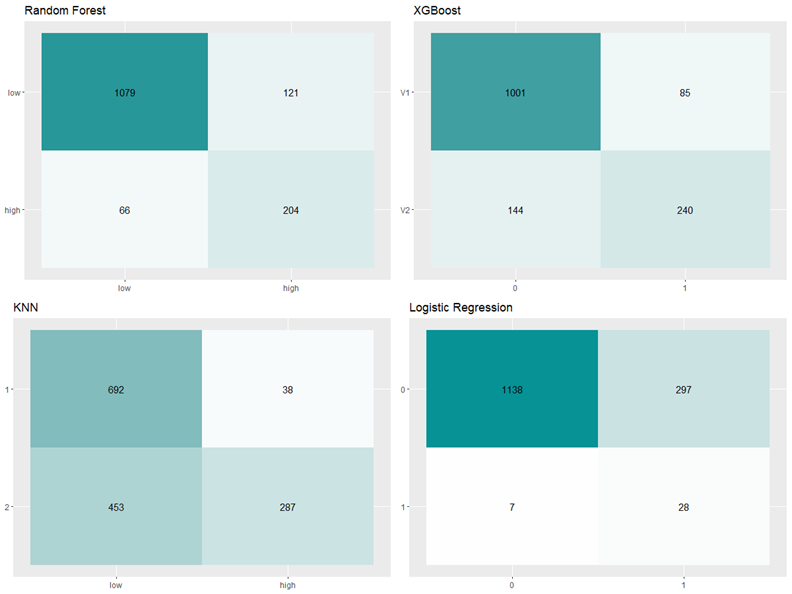 Random Forest
low
1079
121
high
66
204
low
high
XGBoost
V1
1001
85
V2
144
240
0
1
KNN
1
692
38
2
453
287
low
high
Logistic Regression
0
1138
297
1
7
28
0
1